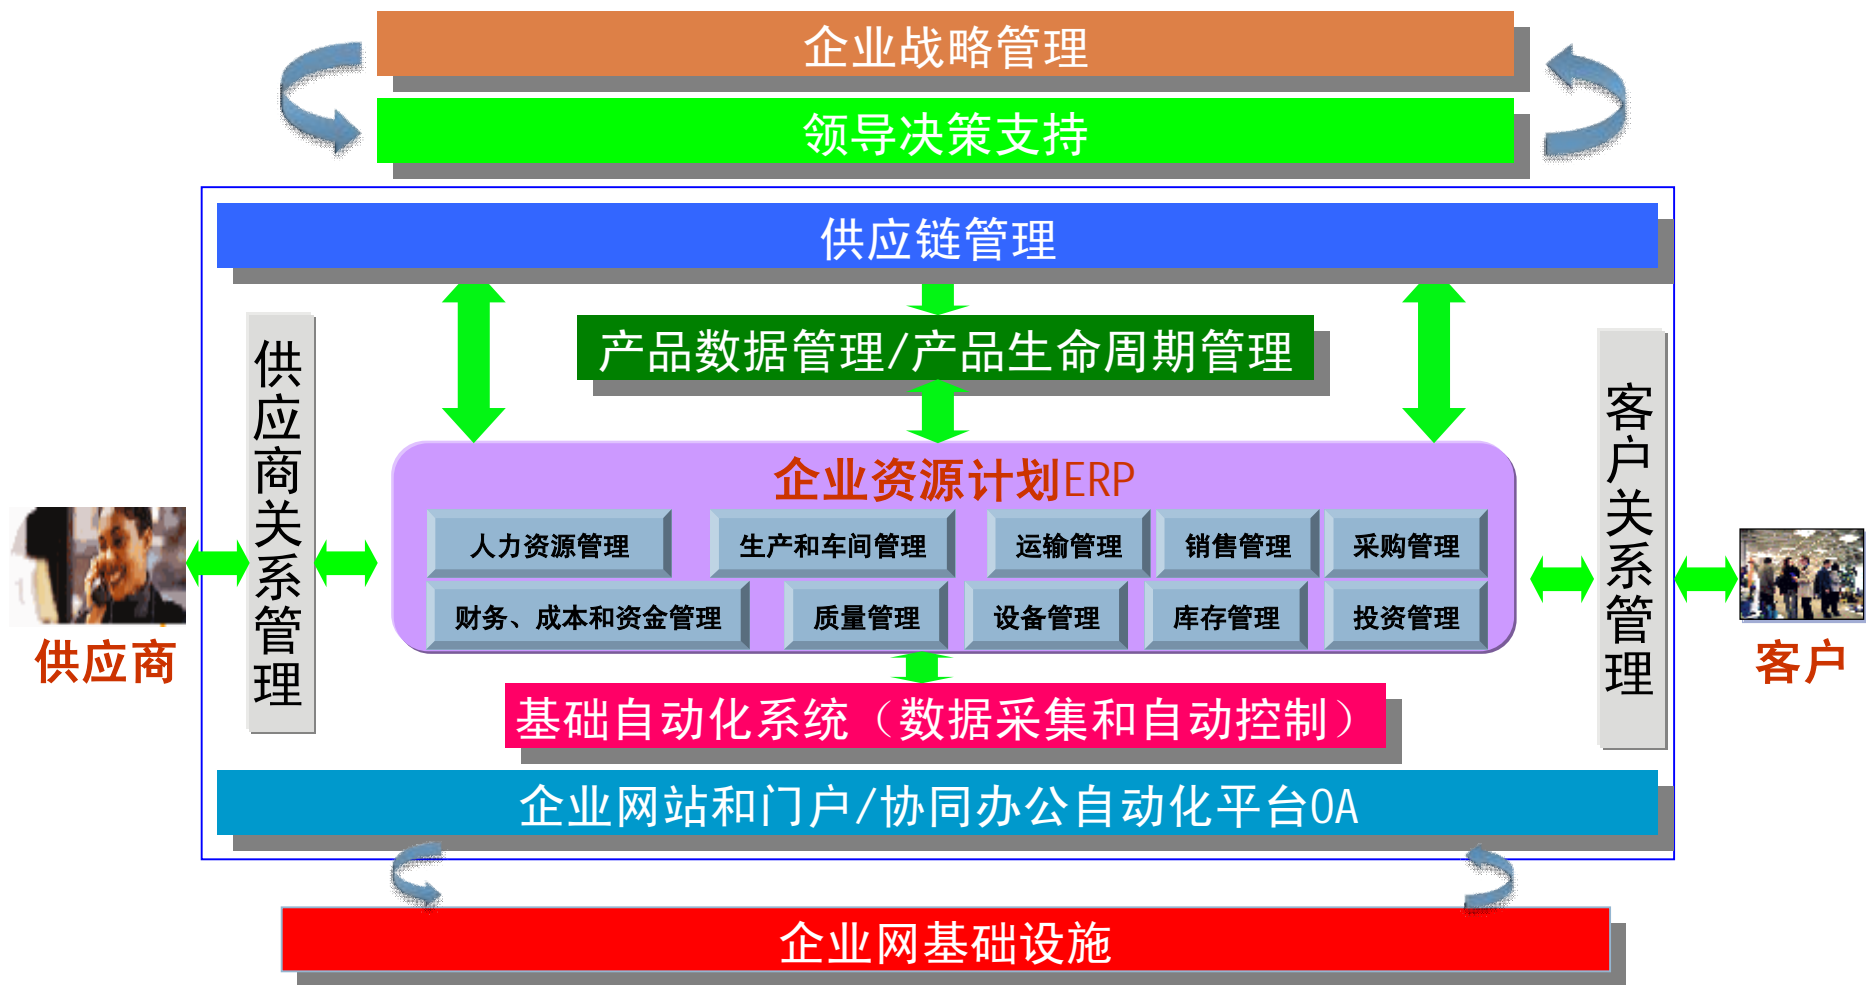 企业战略管理
领导决策支持
供应链管理
产品数据管理/产品生命周期管理
供应商关系管理
客户关系管理
企业资源计划ERP
人力资源管理
生产和车间管理
运输管理
销售管理
采购管理
财务、成本和资金管理
质量管理
设备管理
库存管理
投资管理
供应商
客户
基础自动化系统（数据采集和自动控制）
企业网站和门户/协同办公自动化平台OA
企业网基础设施